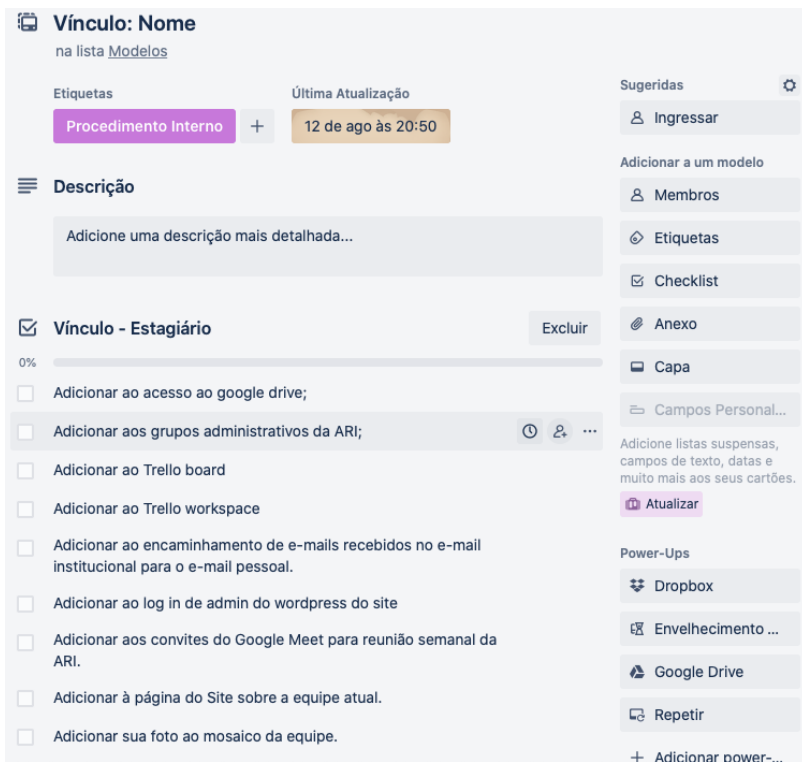 Vínculo: Nome
na lista Modelos
Etiquetas
Última Atualização
Procedimento Interno
12 de ago às 20:50
Descrição
Adicione uma descrição mais detalhada...
Vínculo - Estagiário
Excluir
0%
Adicionar ao acesso ao google drive;
Adicionar aos grupos administrativos da ARI;
Adicionar ao Trello board
Adicionar ao Trello workspace
Adicionar ao encaminhamento de e-mails recebidos no e-mail
institucional para o e-mail pessoal.
Adicionar ao log in de admin do wordpress do site
Adicionar aos convites do Google Meet para reunião semanal da
ARI.
Adicionar à página do Site sobre a equipe atual.
Adicionar sua foto ao mosaico da equipe.
Sugeridas
Ingressar
Adicionar a um modelo
Membros
Etiquetas
Checklist
Anexo
Capa
Campos Personal...
Adicione listas suspensas,
campos de texto, datas e
muito mais aos seus cartões.
Atualizar
Power-Ups
Dropbox
Envelhecimento ...
Google Drive
Repetir
+ Adicionar power-...